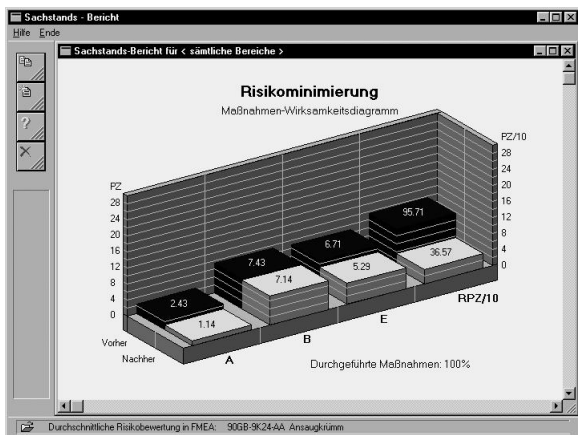 Sachstands - Bericht
Hilfe Ende
Sachstands-Bericht für < sämtliche Bereiche >
Risikominimierung
Maßnahmen-Wirksamkeitsdiagramm
PZ/10
28
24
20
16
12
8
4
0
PZ
28
24
20
16
12
8
4
0
95.71
6.71
7.43
2.43
36.57
5.29
7.14
1.14
Vorher
Nachher
A
B
E
RPZ/10
Durchgeführte Maßnahmen: 100%
Durchschnittliche Risikobewertung in FMEA: 90GB-9K24-AA Ansaugkrümm